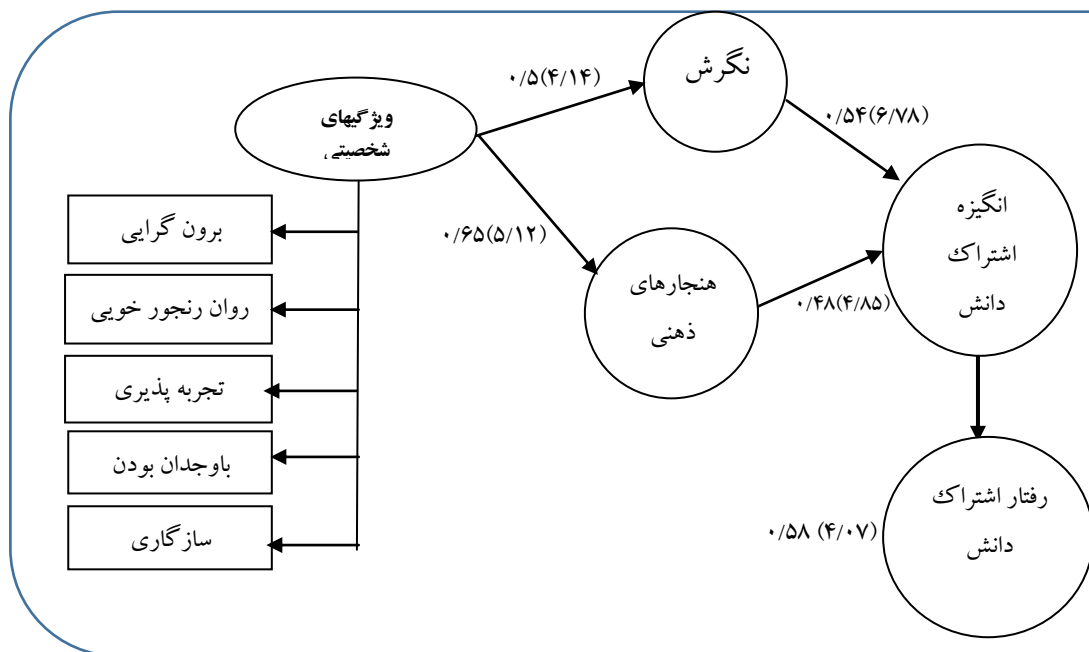 نگرش
۰/۵(۴/۱۴)
۰/۵۴(۶/۷۸)
ویژگیهای
شخصیتی
انگیزه
اشتراک
دانش
برون گرایی
۰/۶۵(۵/۱۲)
هنجارهای
ذهنی
۰/۴۸(۴/۸۵)
روان رنجور خویی
تجربه پذیری
باوجدان بودن
رفتار اشتراک
دانش
۰/۵۸ (۴/۰۷)
سازگاری